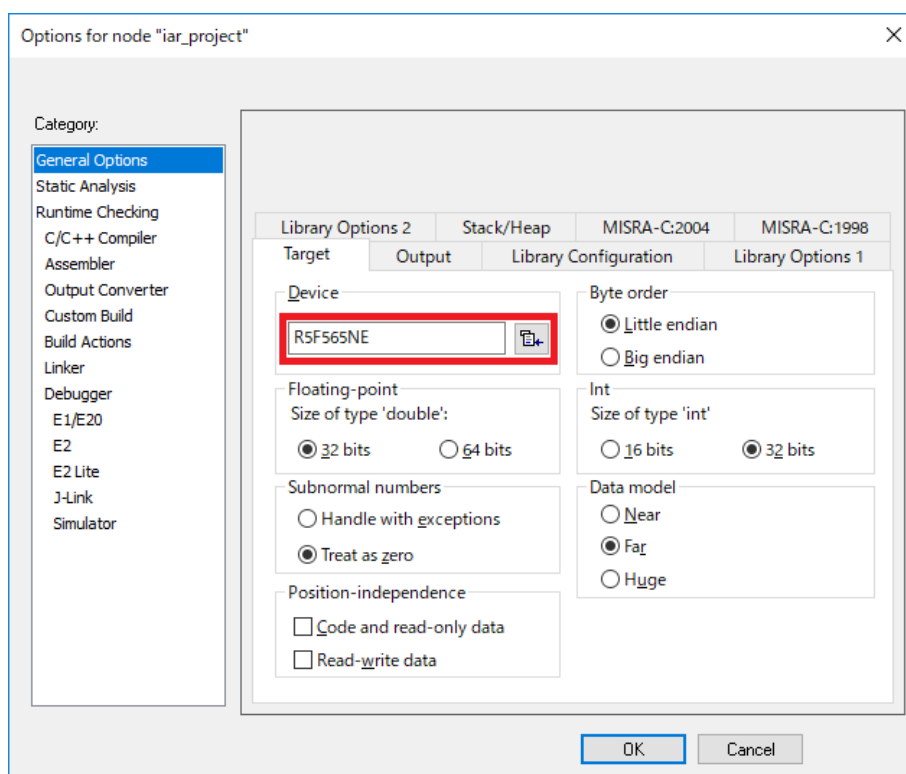 Options for node "iar_project"
Category:
General Options
Static Analysis
Runtime Checking
C/C++ Compiler
Assembler
Output Converter
Custom Build
Build Actions
Linker
Debugger
E1/E20
E2
E2 Lite
J-Link
Simulator
Library Options 2 Stack/Heap MISRA-C:2004 MISRA-C:1998
Target Output Library Configuration Library Options 1
Device
R5F565NE
Byte order
Little endian
Big endian
Floating-point
Size of type 'double':
32 bits 64 bits
Int
Size of type 'int'
16 bits 32 bits
Subnormal numbers
Handle with exceptions
Treat as zero
Data model
Near
Far
Huge
Position-independence
Code and read-only data
Read-write data
OK Cancel